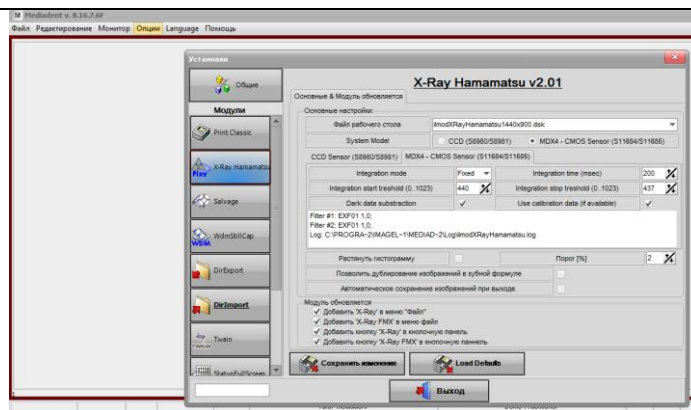 Mediadent v. 8.16.7.6F
Файл Редактирование Монитор Опции Language Помощь
Установки
Общие
Модули
Print Classic
X-Ray Hamamatsu
Salvage
WdmStillCap
DirExport
DirImport
Twain
StatusFullScreen
X-Ray Hamamatsu v2.01
Основные & Модуль обновляется
Основные настройки:
Файл рабочего стола
limodXRayHamamatsu1440x900.dsk
System Model
CCD (S8980/S8981)
MDX4 - CMOS Sensor (S11684/S11685)
CCD Sensor (S8980/S8981) MDX4 - CMOS Sensor (S11684/S11685)
Integration mode Fixed Integration time (msec) 200
Integration start treshold (0..1023) 440 Integration stop treshold (0..1023) 437
Dark data substraction Use calibration data (if available)
Filter #1: EXF01 1,0;
Filter #2: EXF01 1,0;
Log: C:\PROGRA~2\IMAGEL~1\MEDIAD~2\Log\limodXRayHamamatsu.log
Растянуть гистограмму Порог [%] 2
Позволить дублирование изображений в зубной формуле
Автоматическое сохранение изображений при выходе
Модуль обновляется
Добавить 'X-Ray' в меню "Файл"
Добавить 'X-Ray FMX' в меню файл
Добавить кнопку 'X-Ray' в кнопочную панель
Добавить кнопку 'X-Ray FMX' в кнопочную паннель
Сохранить изменения Load Defaults
Выход